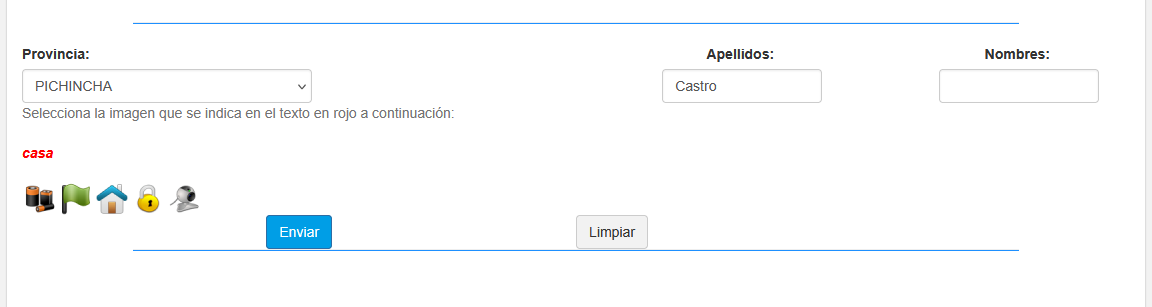 Provincia: Apellidos: Nombres:
PICHINCHA Castro
Selecciona la imagen que se indica en el texto en rojo a continuación:
casa
Enviar Limpiar